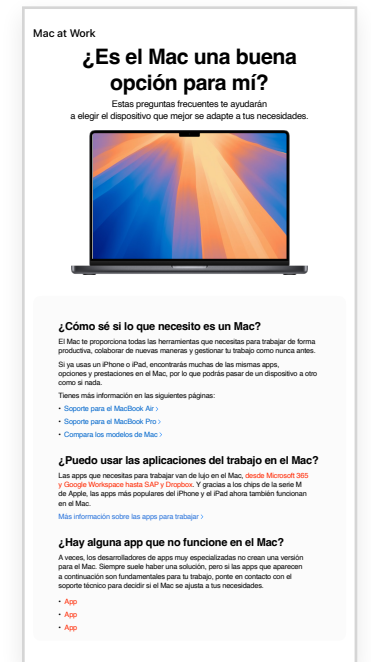 Mac at Work
¿Es el Mac una buena
opción para mí?
Estas preguntas frecuentes te ayudarán
a elegir el dispositivo que mejor se adapte a tus necesidades.
¿Cómo sé si lo que necesito es un Mac?
El Mac te proporciona todas las herramientas que necesitas para trabajar de forma
productiva, colaborar de nuevas maneras y gestionar tu trabajo como nunca antes.
Si ya usas un iPhone o iPad, encontrarás muchas de las mismas apps,
opciones y prestaciones en el Mac, por lo que podrás pasar de un dispositivo a otro
como si nada.
Tienes más información en las siguientes páginas:
• Soporte para el MacBook Air >
• Soporte para el MacBook Pro >
• Compara los modelos de Mac >
¿Puedo usar las aplicaciones del trabajo en el Mac?
Las apps que necesitas para trabajar van de lujo en el Mac, desde Microsoft 365
y Google Workspace hasta SAP y Dropbox. Y gracias a los chips de la serie M
de Apple, las apps más populares del iPhone y el iPad ahora también funcionan
en el Mac.
Más información sobre las apps para trabajar >
¿Hay alguna app que no funcione en el Mac?
A veces, los desarrolladores de apps muy especializadas no crean una versión
para el Mac. Siempre suele haber una solución, pero si las apps que aparecen
a continuación son fundamentales para tu trabajo, ponte en contacto con el
soporte técnico para decidir si el Mac se ajusta a tus necesidades.
• App
• App
• App